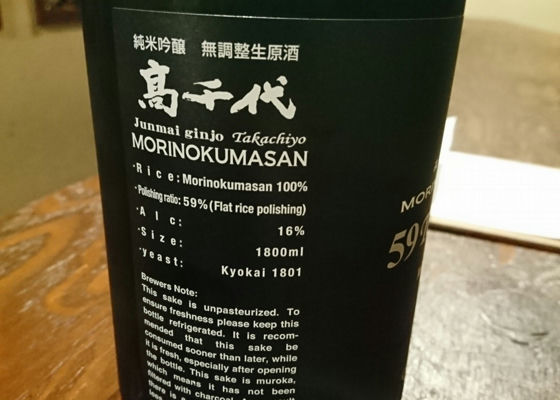 純米吟醸 無調整生原酒
髙千代
Junmai ginjo Takachiyo
MORINOKUMASAN
·Rice: Morinokumasan 100%
·Polishing ratio: 59% (Flat rice polishing)
·Alc: 16%
·Size: 1800ml
·yeast: Kyokai 1801
Brewers Note:
This sake is unpasteurized. To
ensure freshness please keep this
bottle refrigerated. It is recom-
mended that this sake be
consumed sooner than later, while
it is fresh, especially after opening
the bottle. This sake is muroka,
which means it has not been
filtered with charcoal.
there is a
MOR
59